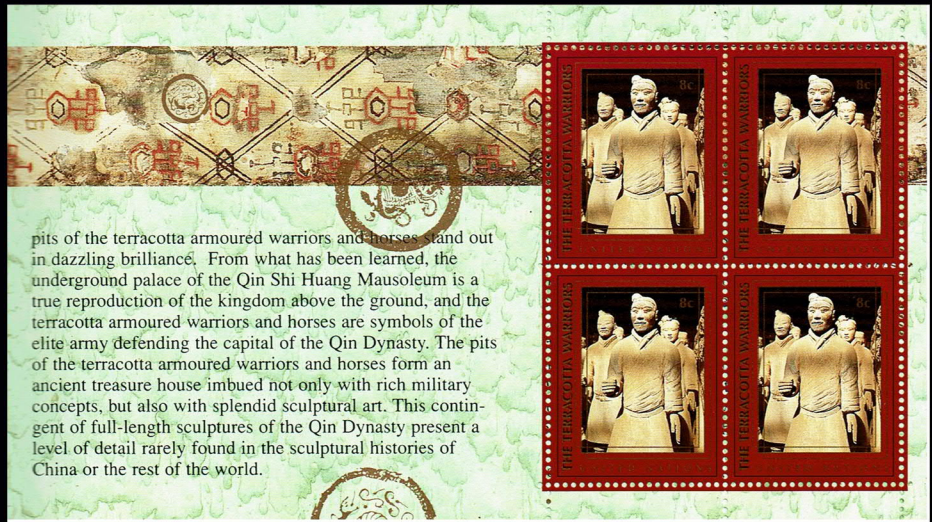 pits of the terracotta armoured warriors and horses stand out
in dazzling brilliance. From what has been learned, the
underground palace of the Qin Shi Huang Mausoleum is a
true reproduction of the kingdom above the ground, and the
terracotta armoured warriors and horses are symbols of the
elite army defending the capital of the Qin Dynasty. The pits
of the terracotta armoured warriors and horses form an
ancient treasure house imbued not only with rich military
concepts, but also with splendid sculptural art. This contin-
gent of full-length sculptures of the Qin Dynasty present a
level of detail rarely found in the sculptural histories of
China or the rest of the world.
THE TERRACOTTA WARRIORS
8c
THE TERRACOTTA WARRIORS
8c
THE TERRACOTTA WARRIORS
8c
THE TERRACOTTA WARRIORS
8c